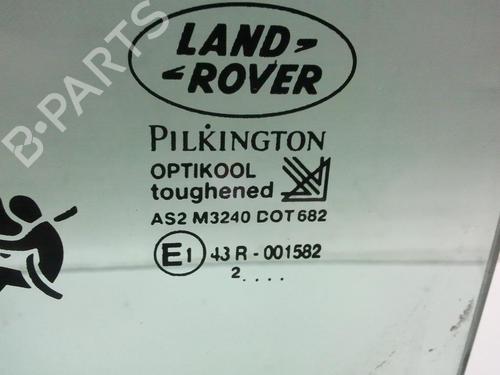 B-PARTS
LAND
ROVER
PILKINGTON
OPTIKOOL
toughened
AS2 M3240 DOT 682
E1 43 R - 001582
2....